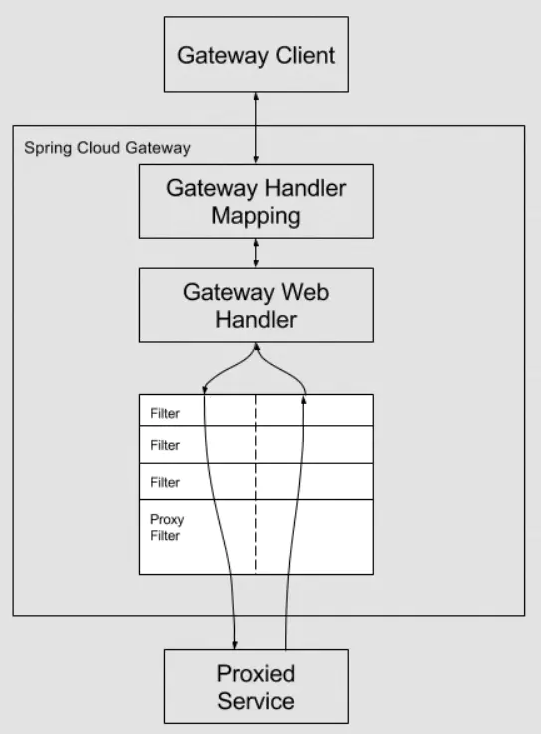 Gateway Client
Spring Cloud Gateway
Gateway Handler
Mapping
Gateway Web
Handler
Filter
Filter
Filter
Proxy
Filter
Proxied
Service